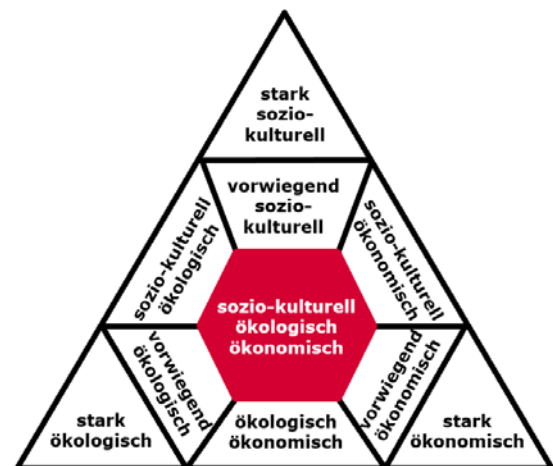 stark
sozio-
kulturell
vorwiegend
sozio-
kulturell
sozio-kulturell
ökologisch
sozio-kulturell
ökonomisch
sozio-kulturell
ökologisch
ökonomisch
stark
ökologisch
vorwiegend
ökologisch
ökologisch
ökonomisch
vorwiegend
ökonomisch
stark
ökonomisch